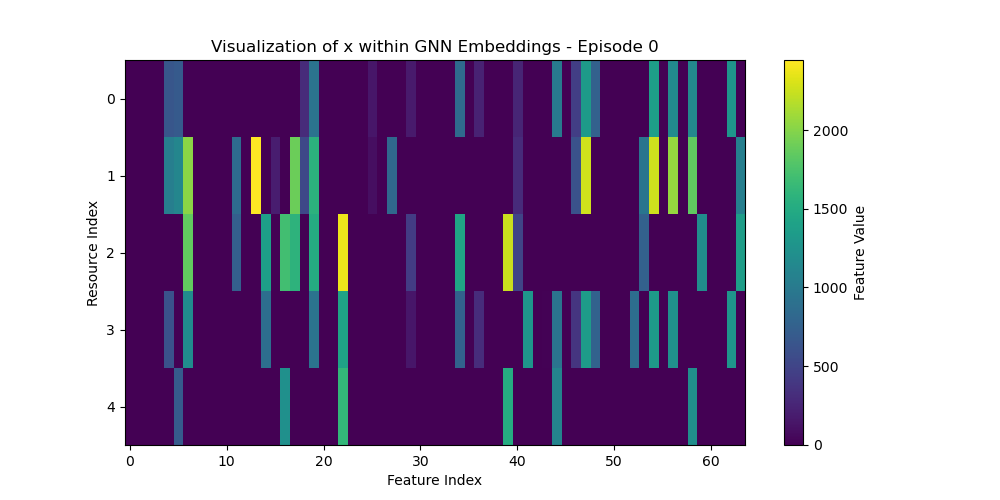 Visualization of x within GNN Embeddings - Episode 0
Resource Index
0
1
2
3
4
0 10 20 30 40 50 60
Feature Index
2000
1500
1000
500
0
Feature Value